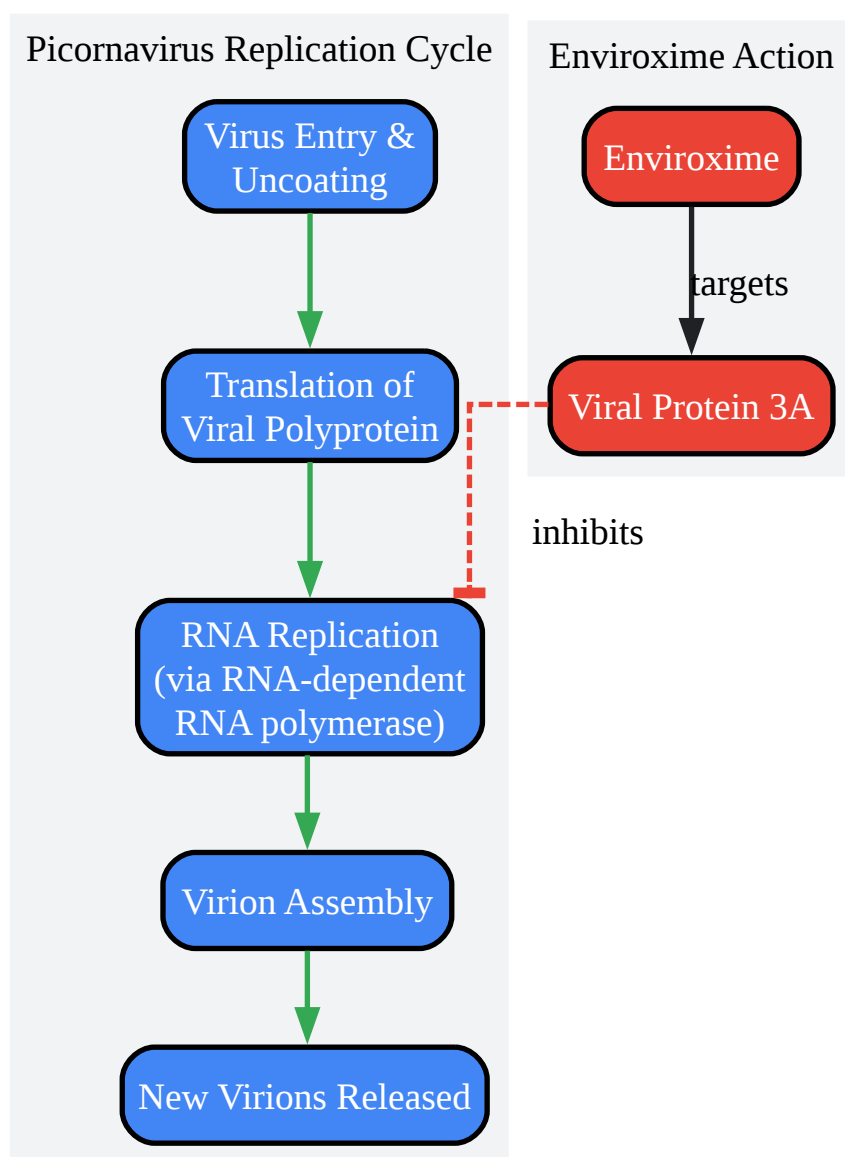 Picornavirus Replication Cycle
Virus Entry &
Uncoating
Translation of
Viral Polyprotein
RNA Replication
(via RNA-dependent
RNA polymerase)
Virion Assembly
New Virions Released
Enviroxime Action
Enviroxime
targets
Viral Protein 3A
inhibits